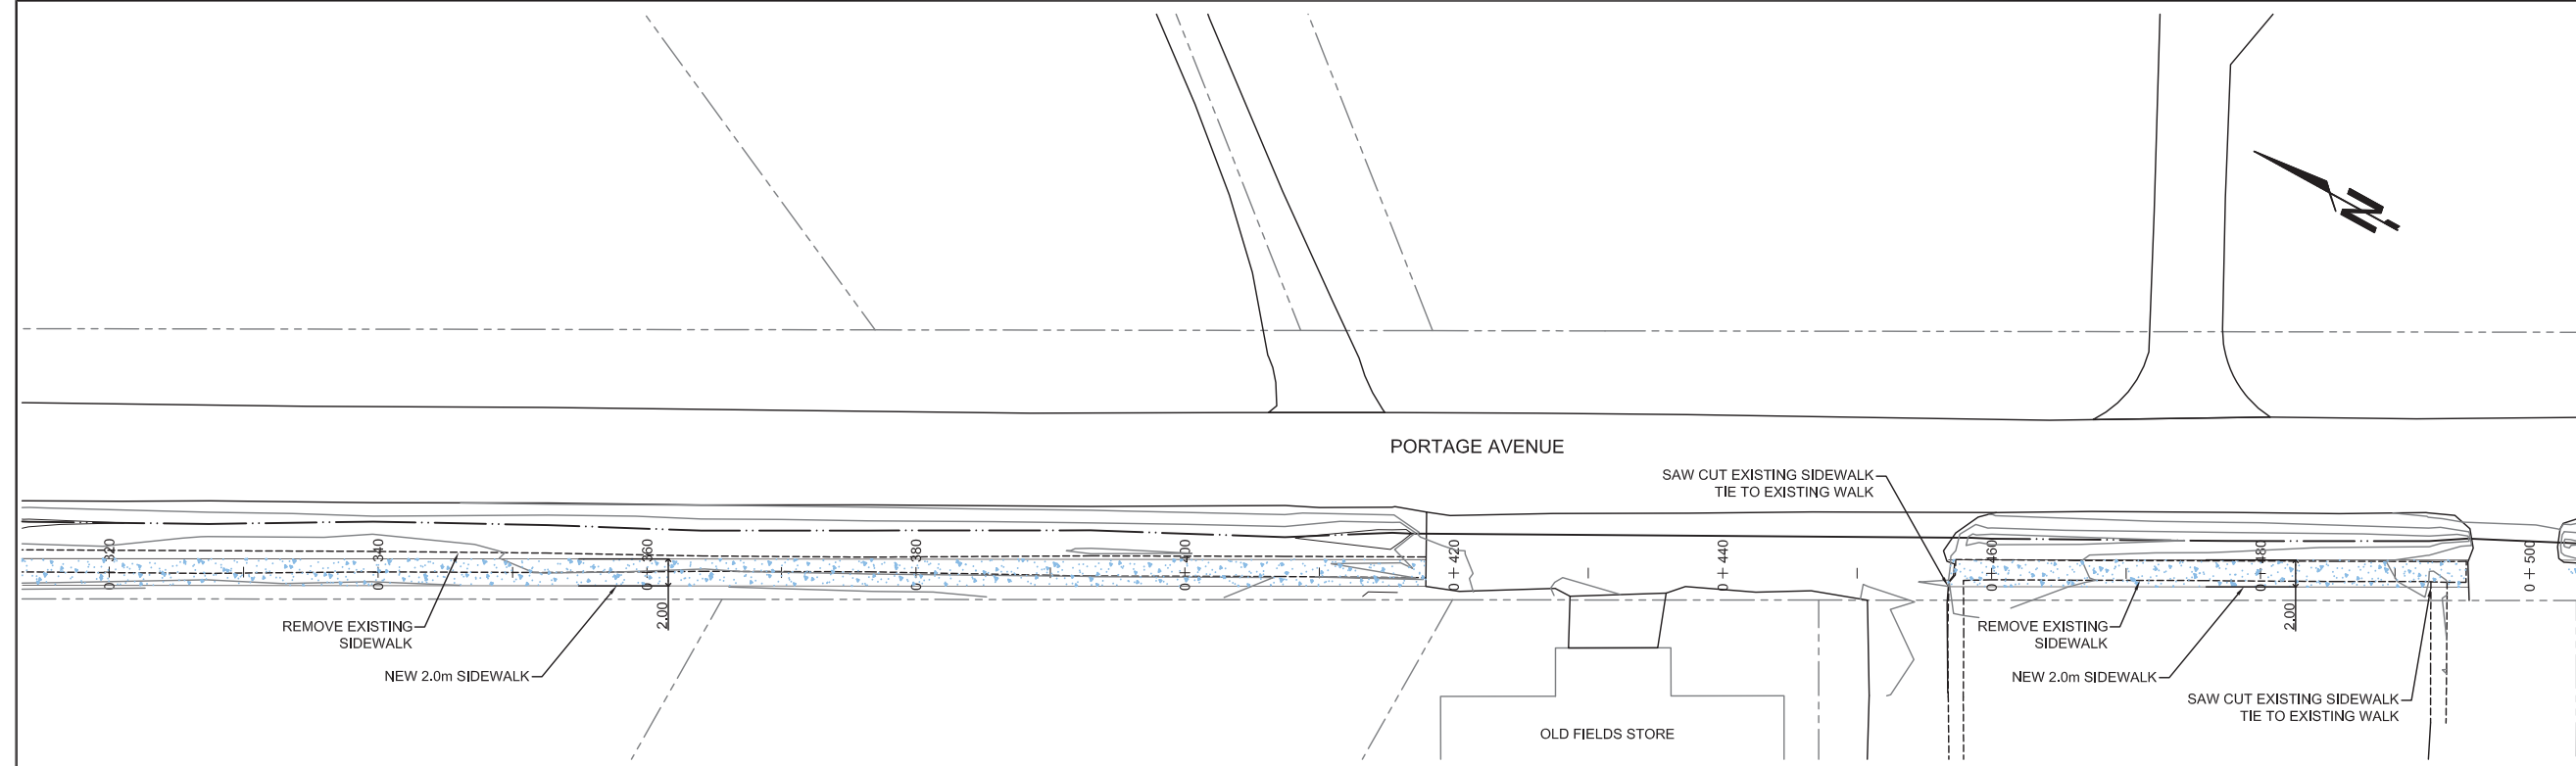 N
PORTAGE AVENUE
SAW CUT EXISTING SIDEWALK
TIE TO EXISTING WALK
0+320
0+340
0+360
0+380
0+400
0+420
0+440
0+460
0+480
0+500
2.00
2.00
REMOVE EXISTING
SIDEWALK
NEW 2.0m SIDEWALK
REMOVE EXISTING
SIDEWALK
NEW 2.0m SIDEWALK
SAW CUT EXISTING SIDEWALK
TIE TO EXISTING WALK
OLD FIELDS STORE